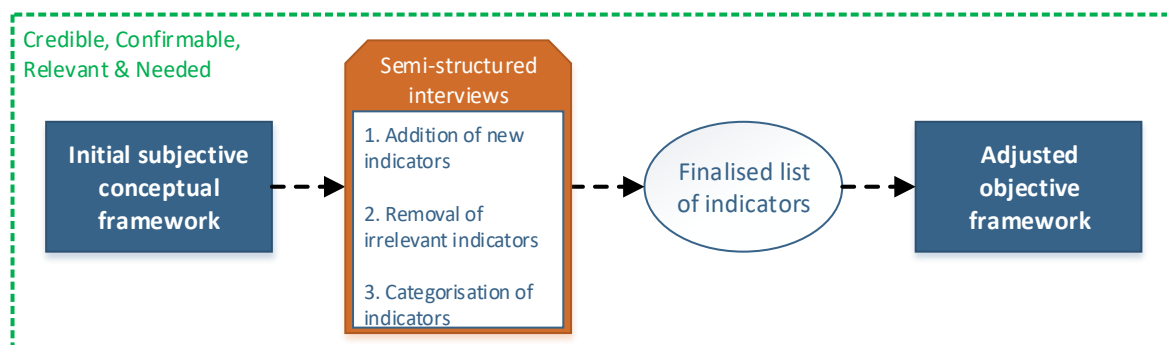 Credible, Confirmable,
Relevant & Needed
Initial subjective
conceptual
framework
Semi-structured
interviews
1. Addition of new
indicators
2. Removal of
irrelevant indicators
3. Categorisation of
indicators
Finalised list
of indicators
Adjusted
objective
framework